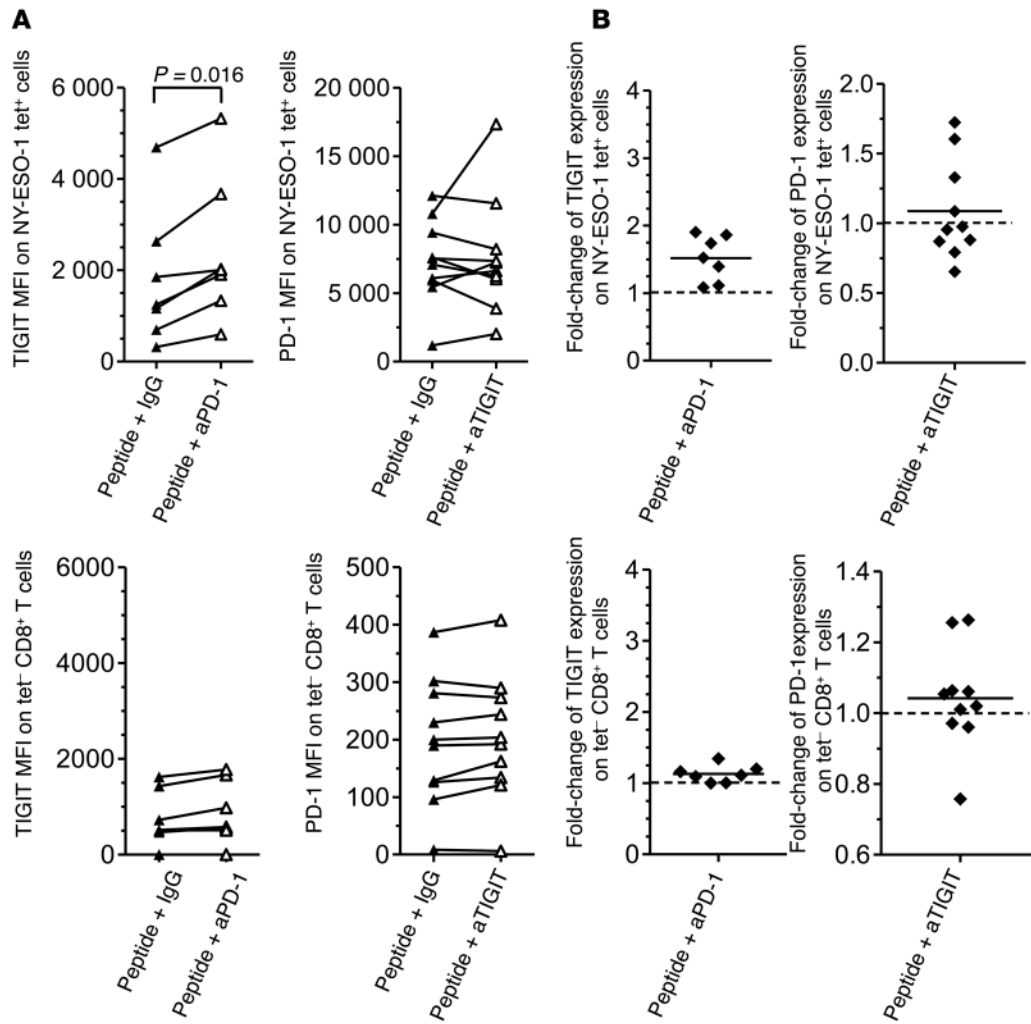 A
TIGIT MFI on NY-ESO-1 tet⁺ cells
P = 0.016
6 000
4 000
2 000
0
Peptide + IgG
Peptide + aPD-1
PD-1 MFI on NY-ESO-1 tet⁺ cells
20 000
15 000
10 000
5 000
0
Peptide + IgG
Peptide + aTIGIT
B
Fold-change of TIGIT expression
on NY-ESO-1 tet⁺ cells
4
3
2
1
0
Peptide + aPD-1
Fold-change of PD-1 expression
on NY-ESO-1 tet⁺ cells
2.0
1.5
1.0
0.5
0.0
Peptide + aTIGIT
TIGIT MFI on tet⁻ CD8⁺ T cells
6000
4000
2000
0
Peptide + IgG
Peptide + aPD-1
PD-1 MFI on tet⁻ CD8⁺ T cells
500
400
300
200
100
0
Peptide + IgG
Peptide + aTIGIT
Fold-change of TIGIT expression
on tet⁻ CD8⁺ T cells
4
3
2
1
0
Peptide + aPD-1
Fold-change of PD-1expression
on tet⁻ CD8⁺ T cells
1.4
1.2
1.0
0.8
0.6
Peptide + aTIGIT